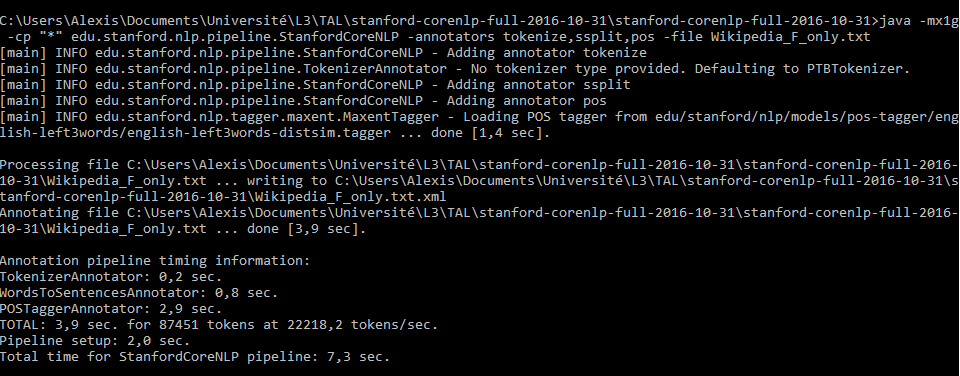 C:\Users\Alexis\Documents\Université\L3\TAL\stanford-corenlp-full-2016-10-31\stanford-corenlp-full-2016-10-31>java -mx1g
 -cp "*" edu.stanford.nlp.pipeline.StanfordCoreNLP -annotators tokenize,ssplit,pos -file Wikipedia_F_only.txt
[main] INFO edu.stanford.nlp.pipeline.StanfordCoreNLP - Adding annotator tokenize
[main] INFO edu.stanford.nlp.pipeline.TokenizerAnnotator - No tokenizer type provided. Defaulting to PTBTokenizer.
[main] INFO edu.stanford.nlp.pipeline.StanfordCoreNLP - Adding annotator ssplit
[main] INFO edu.stanford.nlp.pipeline.StanfordCoreNLP - Adding annotator pos
[main] INFO edu.stanford.nlp.tagger.maxent.MaxentTagger - Loading POS tagger from edu/stanford/nlp/models/pos-tagger/eng
lish-left3words/english-left3words-distsim.tagger ... done [1,4 sec].

Processing file C:\Users\Alexis\Documents\Université\L3\TAL\stanford-corenlp-full-2016-10-31\stanford-corenlp-full-2016-
10-31\Wikipedia_F_only.txt ... writing to C:\Users\Alexis\Documents\Université\L3\TAL\stanford-corenlp-full-2016-10-31\s
tanford-corenlp-full-2016-10-31\Wikipedia_F_only.txt.xml
Annotating file C:\Users\Alexis\Documents\Université\L3\TAL\stanford-corenlp-full-2016-10-31\stanford-corenlp-full-2016-
10-31\Wikipedia_F_only.txt ... done [3,9 sec].

Annotation pipeline timing information:
TokenizerAnnotator: 0,2 sec.
WordsToSentencesAnnotator: 0,8 sec.
POSTaggerAnnotator: 2,9 sec.
TOTAL: 3,9 sec. for 87451 tokens at 22218,2 tokens/sec.
Pipeline setup: 2,0 sec.
Total time for StanfordCoreNLP pipeline: 7,3 sec.